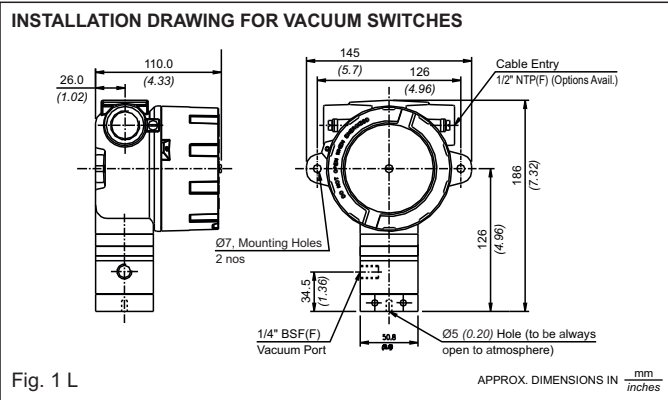 INSTALLATION DRAWING FOR VACUUM SWITCHES
110.0
(4.33)
26.0
(1.02)
145
(5.7)
126
(4.96)
Cable Entry
1/2" NTP(F) (Options Avail.)
186
(7.32)
126
(4.96)
Ø7, Mounting Holes
2 nos
34.5
(1.36)
1/4" BSF(F)
Vacuum Port
50.8
Ø5 (0.20) Hole (to be always
open to atmosphere)
Fig. 1 L
APPROX. DIMENSIONS IN mm
inches